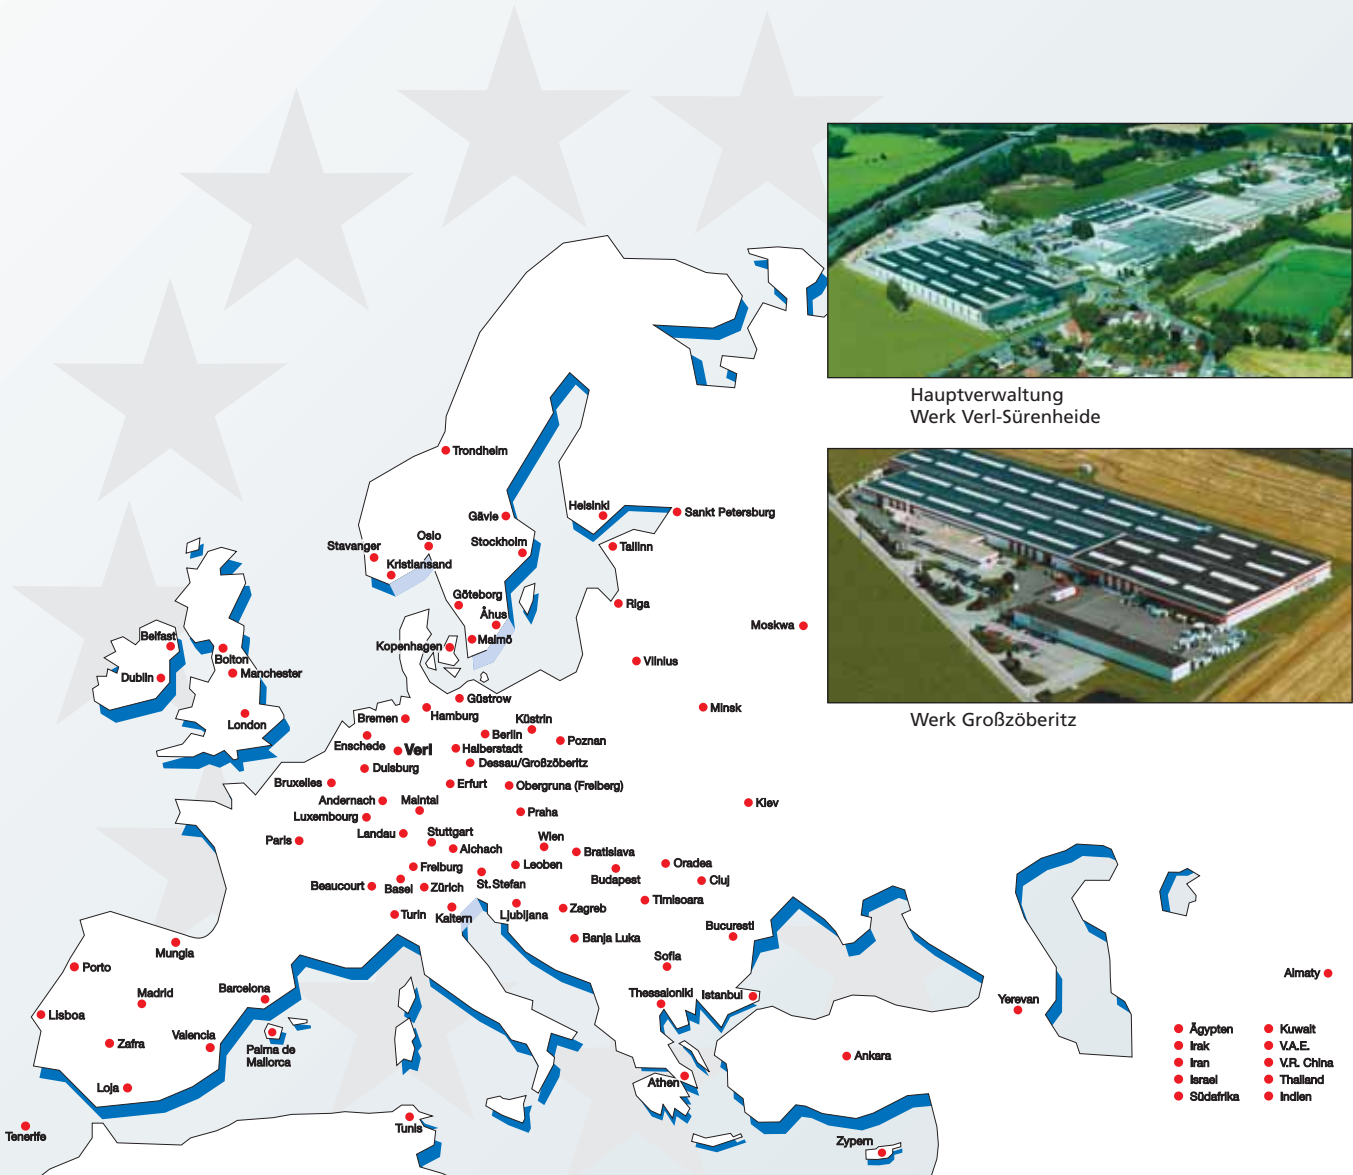 Hauptverwaltung
Werk Verl-Sürenheide
Trondheim
Helsinki
Sankt Petersburg
Gävle
Oslo
Stockholm
Stavanger
Tallinn
Kristiansand
Göteborg
Riga
Åhus
Moskwa
Belfast
Malmö
Kopenhagen
Bolton
Vilnius
Manchester
Dublin
Güstrow
Minsk
Hamburg
Bremen
Küstrin
Werk Großzöberitz
London
Berlin
Poznan
Enschede
Verl
Halberstadt
Dessau/Großzöberitz
Duisburg
Bruxelles
Erfurt
Obergruna (Freiberg)
Andernach
Maintal
Kiev
Luxembourg
Praha
Landau
Stuttgart
Wien
Paris
Aichach
Bratislava
Freiburg
Leoben
Oradea
Beaucourt
Basel
Zürich
St. Stefan
Budapest
Cluj
Timisoara
Turin
Kaltern
Ljubljana
Zagreb
Bucuresti
Banja Luka
Mungia
Sofia
Porto
Almaty
Madrid
Barcelona
Thessaloniki
Istanbul
Yerevan
Lisboa
Zafra
Valencia
Palma de
Mallorca
Ankara
Loja
Athen
Tenerife
Tunis
Zypern
Ägypten
Irak
Iran
Israel
Südafrika
Kuwait
V.A.E.
V.R. China
Thailand
Indien